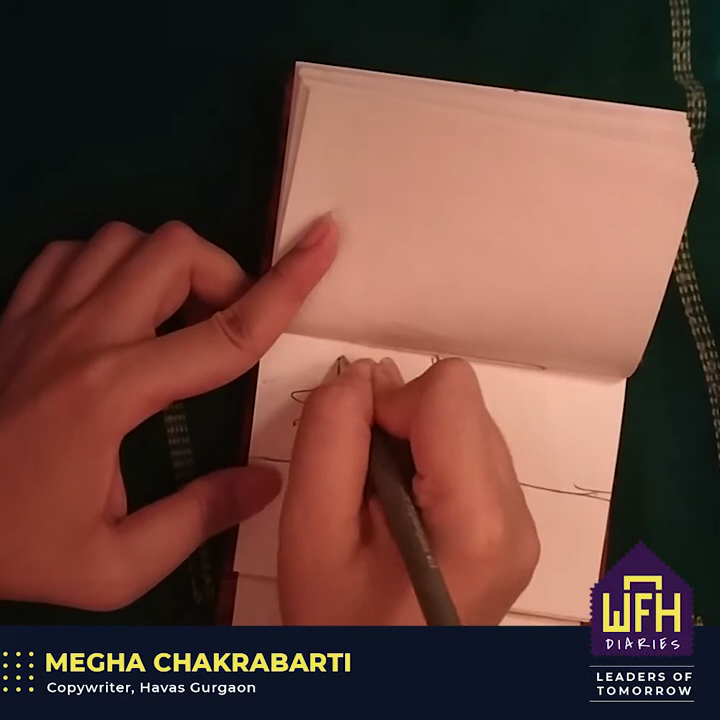 MEGHA CHAKRABARTI
Copywriter, Havas Gurgaon
WFH
DIARIES
LEADERS OF
TOMORROW